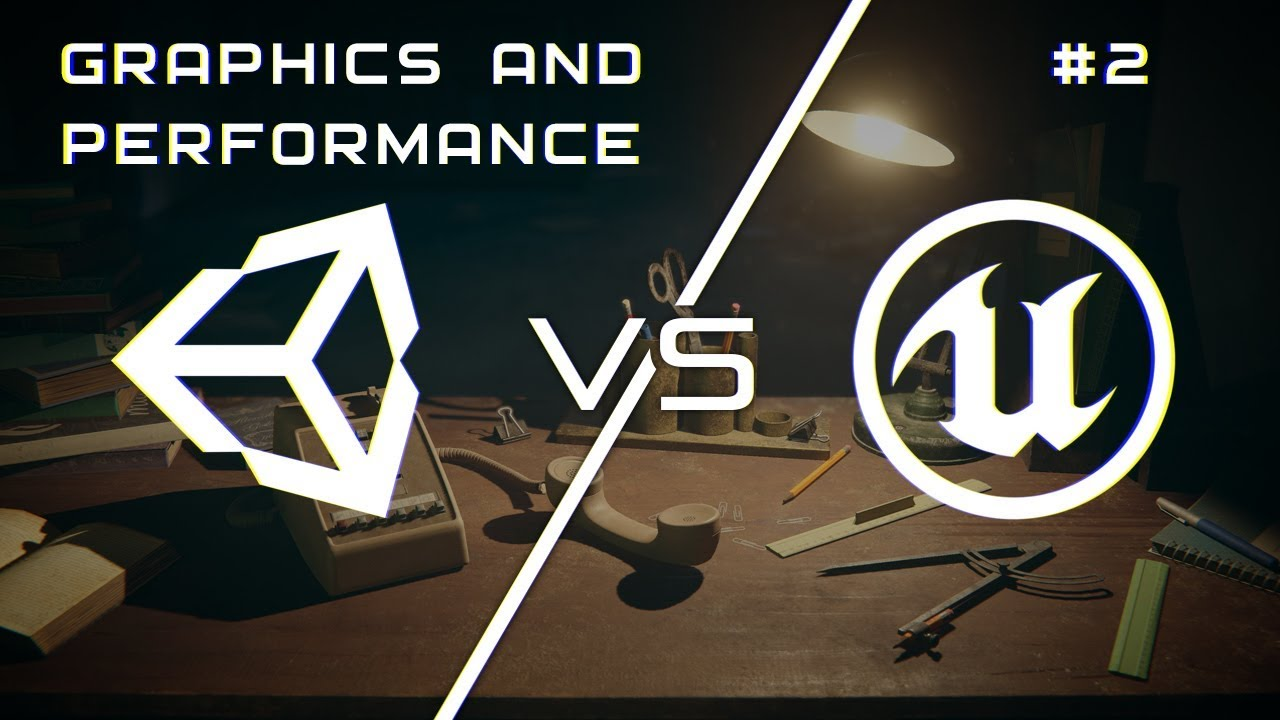 GRAPHICS AND
PERFORMANCE
#2
VS